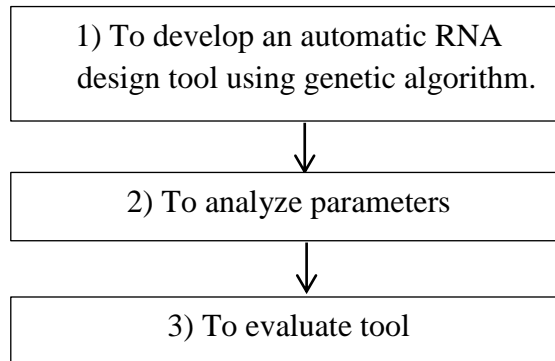 1) To develop an automatic RNA
design tool using genetic algorithm.
2) To analyze parameters
3) To evaluate tool